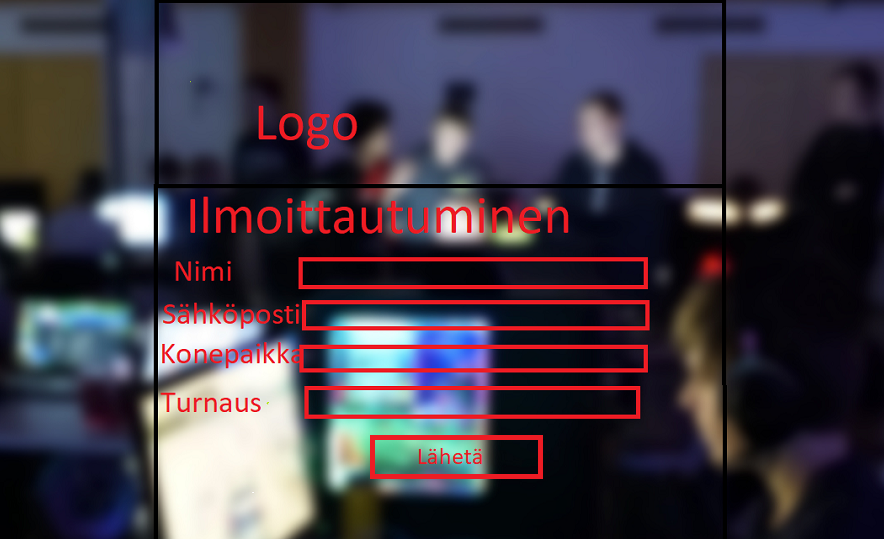 Logo
Ilmoittautuminen
Nimi
Sähköposti
Konepaikka
Turnaus
Lähetä